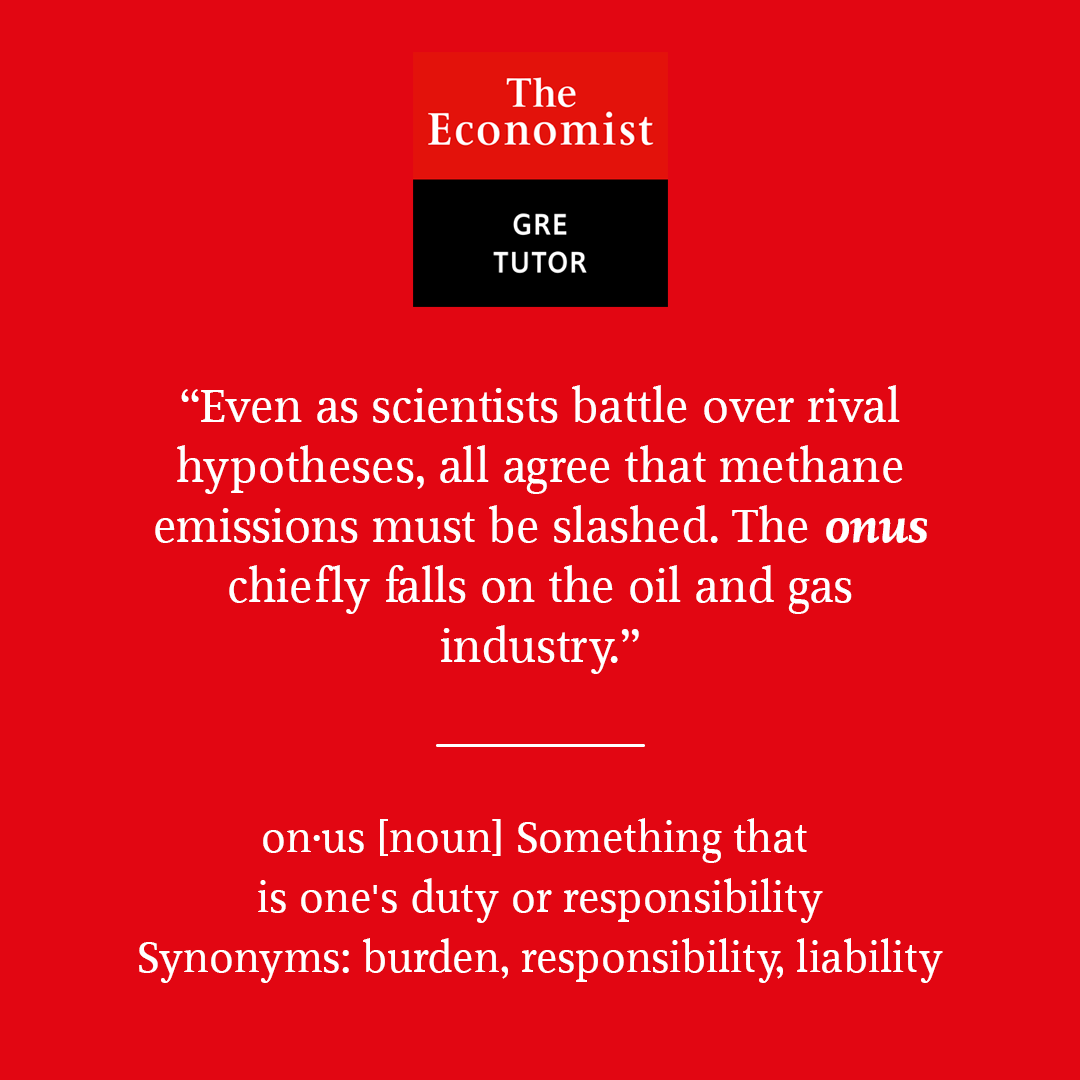 The
Economist
GRE
TUTOR
“Even as scientists battle over rival
hypotheses, all agree that methane
emissions must be slashed. The onus
chiefly falls on the oil and gas
industry.”
on·us [noun] Something that
is one's duty or responsibility
Synonyms: burden, responsibility, liability